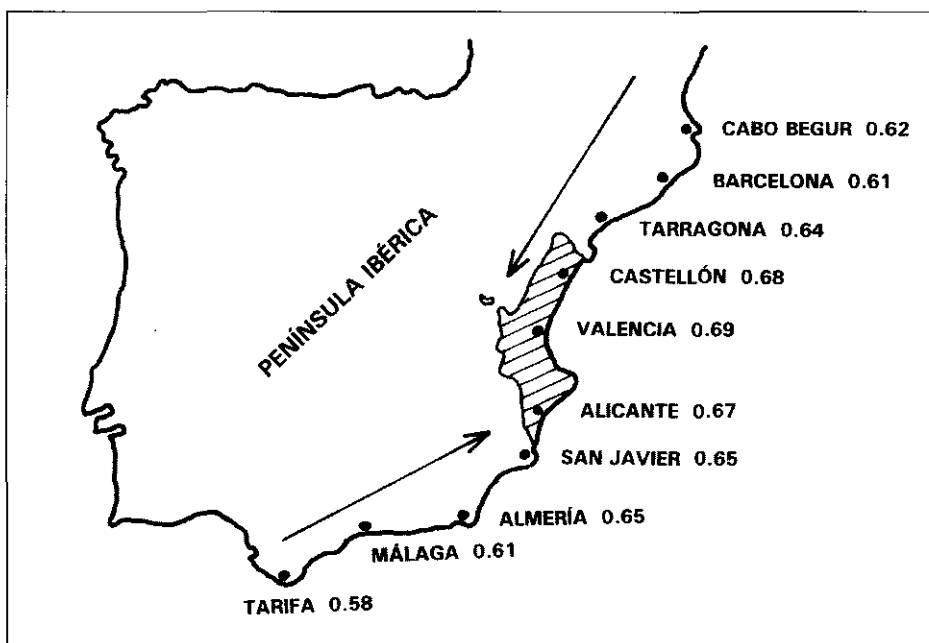 CABO BEGUR 0.62
BARCELONA 0.61
TARRAGONA 0.64
CASTELLÓN 0.68
PENÍNSULA IBÉRICA
VALENCIA 0.69
ALICANTE 0.67
SAN JAVIER 0.65
ALMERÍA 0.65
MÁLAGA 0.61
TARIFA 0.58